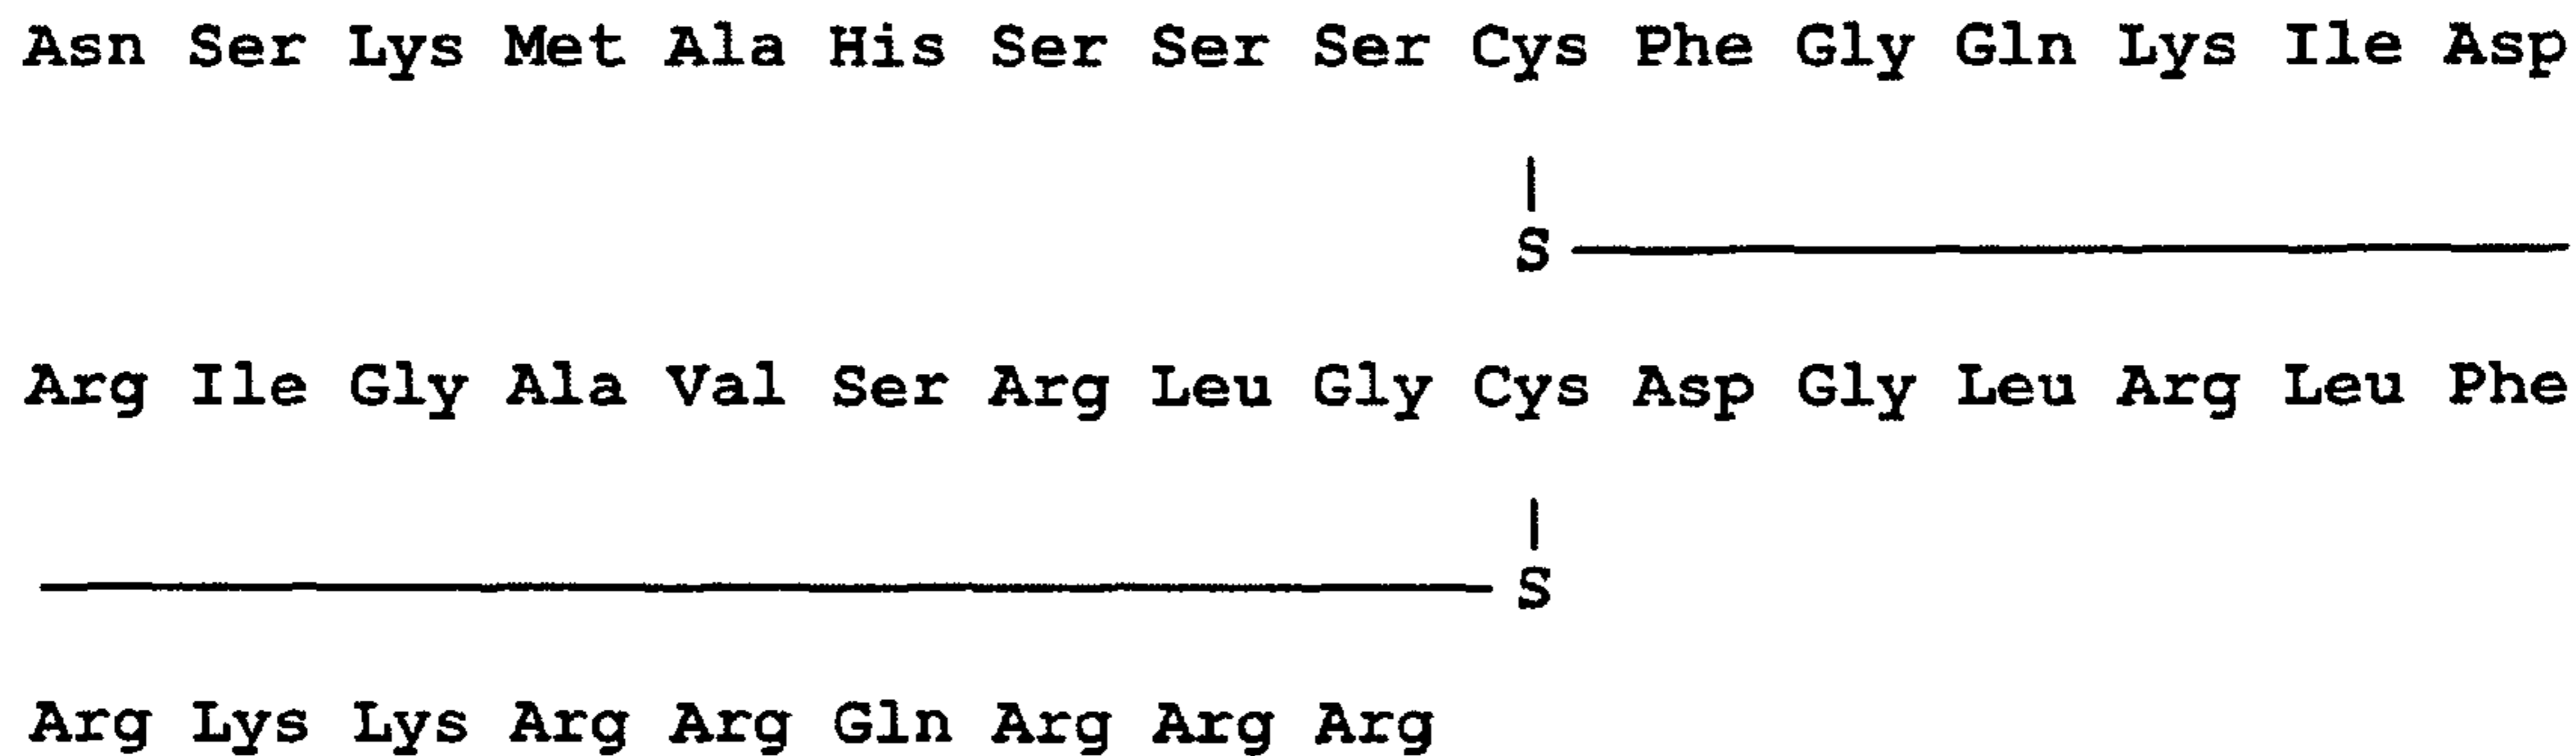 Asn Ser Lys Met Ala His Ser Ser Ser Cys Phe Gly Gln Lys Ile Asp
S
Arg Ile Gly Ala Val Ser Arg Leu Gly Cys Asp Gly Leu Arg Leu Phe
S
Arg Lys Lys Arg Arg Gln Arg Arg Arg